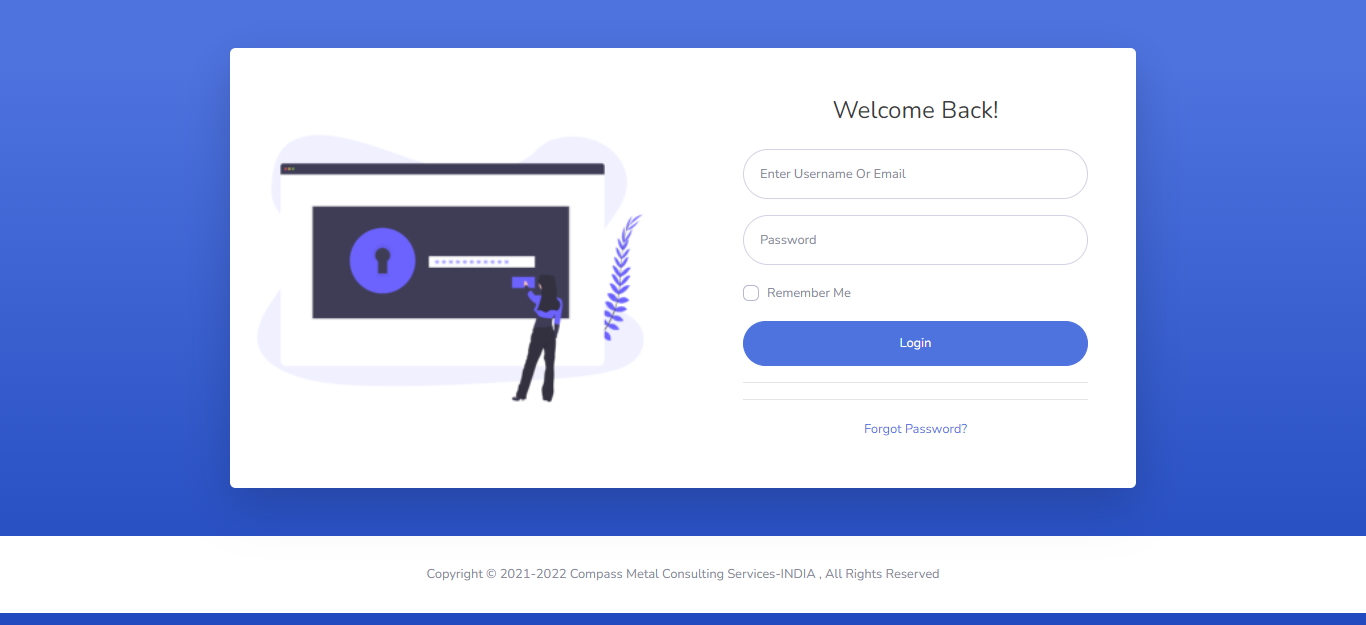 Welcome Back!
Enter Username Or Email
Password
Remember Me
Login
Forgot Password?
Copyright © 2021-2022 Compass Metal Consulting Services-INDIA , All Rights Reserved